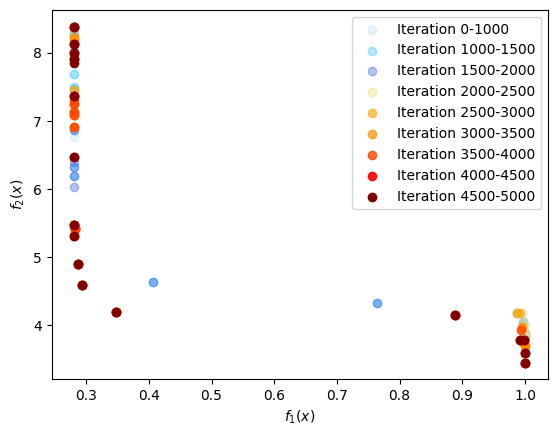 Iteration 0-1000
Iteration 1000-1500
Iteration 1500-2000
Iteration 2000-2500
Iteration 2500-3000
Iteration 3000-3500
Iteration 3500-4000
Iteration 4000-4500
Iteration 4500-5000
8
7
6
5
4
f₂(x)
0.3 0.4 0.5 0.6 0.7 0.8 0.9 1.0
f₁(x)